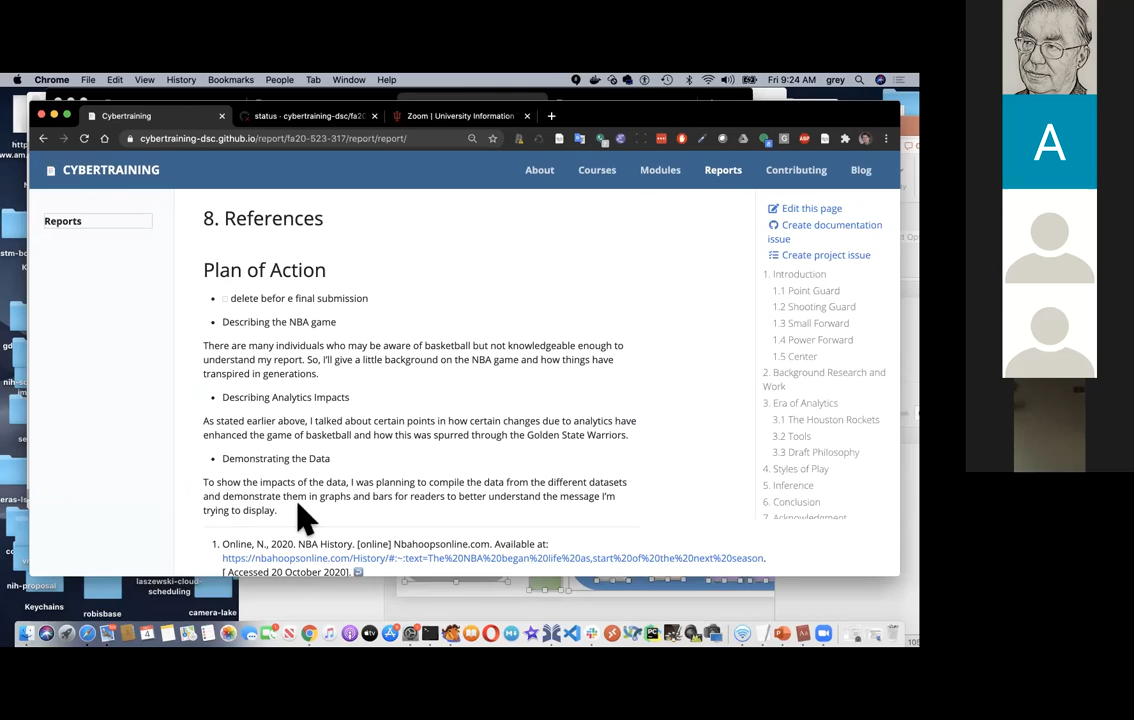 Chrome File Edit View History Bookmarks People Tab Window Help Fri 9:24 AM grey
Cybertraining
status · cybertraining-dsc/fa20
Zoom | University Information
cybertraining-dsc.github.io/report/fa20-523-317/report/report/
CYBERTRAINING
About Courses Modules Reports Contributing Blog
Reports
8. References
Plan of Action
delete befor e final submission
Describing the NBA game
There are many individuals who may be aware of basketball but not knowledgeable enough to
understand my report. So, I'll give a little background on the NBA game and how things have
transpired in generations.
Describing Analytics Impacts
As stated earlier above, I talked about certain points in how certain changes due to analytics have
enhanced the game of basketball and how this was spurred through the Golden State Warriors.
Demonstrating the Data
To show the impacts of the data, I was planning to compile the data from the different datasets
and demonstrate them in graphs and bars for readers to better understand the message I'm
trying to display.
1. Online, N., 2020. NBA History. [online] Nbahoopsonline.com. Available at:
https://nbahoopsonline.com/History/#:~:text=The%20NBA%20began%20life%20as,start%20of%20the%20next%20season.
[ Accessed 20 October 2020].
Edit this page
Create documentation
issue
Create project issue
1. Introduction
1.1 Point Guard
1.2 Shooting Guard
1.3 Small Forward
1.4 Power Forward
1.5 Center
2. Background Research and
Work
3. Era of Analytics
3.1 The Houston Rockets
3.2 Tools
3.3 Draft Philosophy
4. Styles of Play
5. Inference
6. Conclusion
7. Acknowledgment
A
nih-proposal
Keychains
laszewski-cloud-
scheduling
robisbase
camera-lake